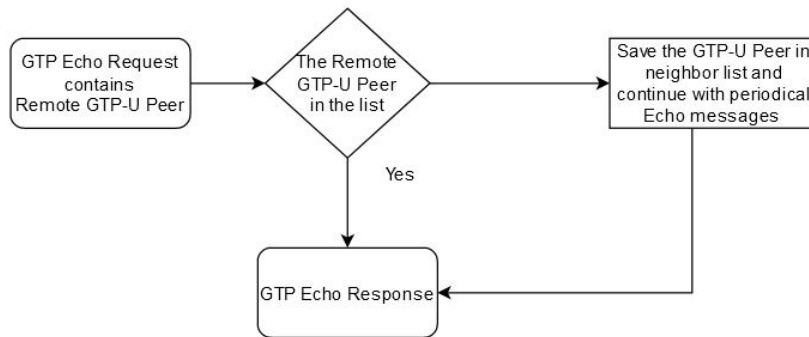 GTP Echo Request
contains
Remote GTP-U Peer
The Remote
GTP-U Peer
in the list
Save the GTP-U Peer in
neighbor list and
continue with periodical
Echo messages
Yes
GTP Echo Response